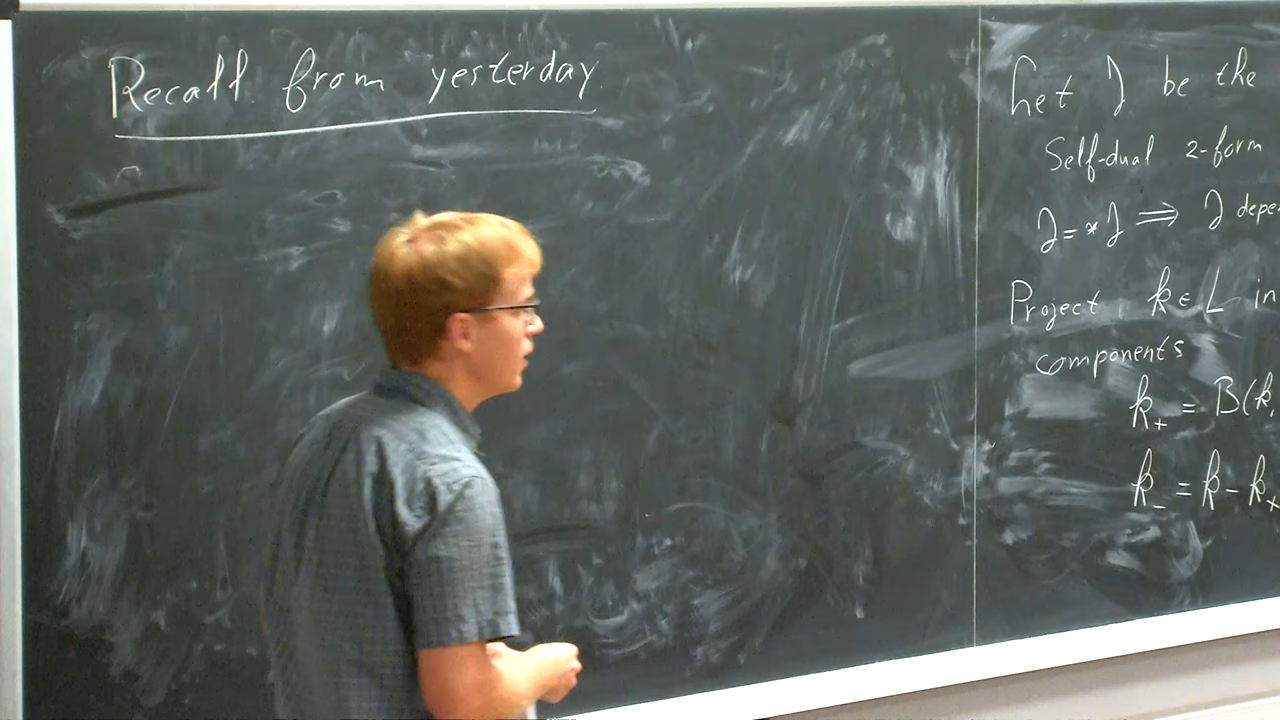 Recall from yesterday
Let J be the
Self-dual 2-form
J = *J ⟹ J depe
Project k ∈ L in
components
k₊ = B(k,
k₋ = k - k₊